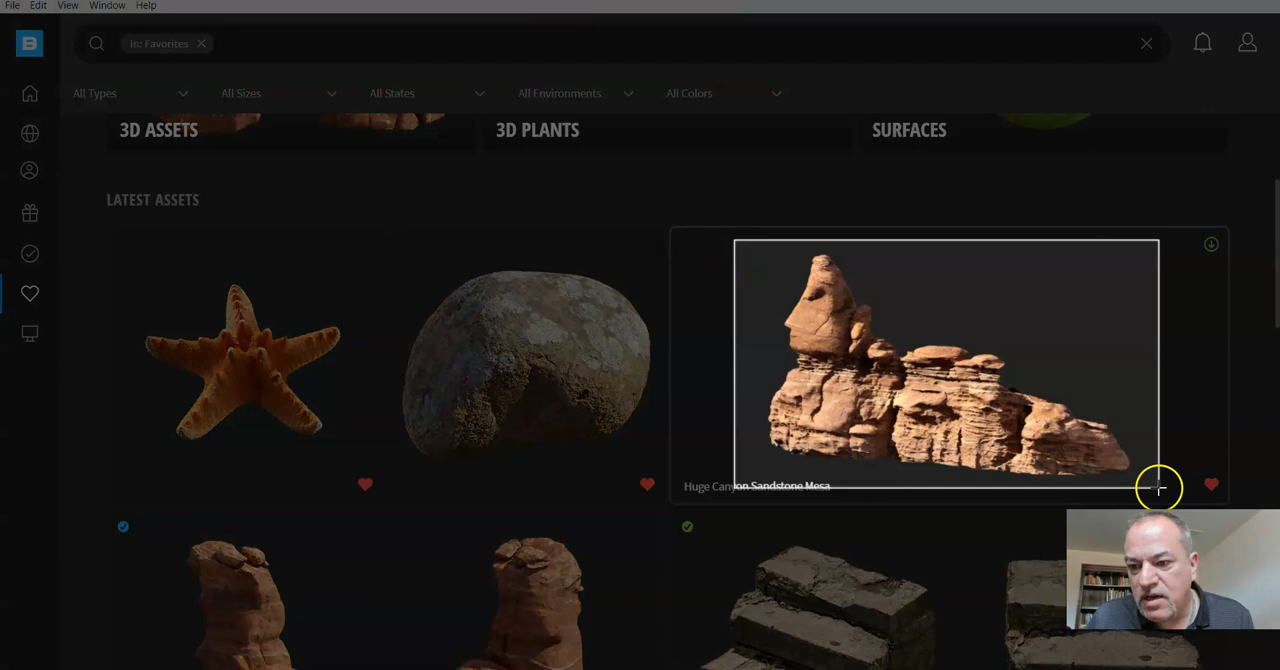 File Edit View Window Help
B
In: Favorites
All Types All Sizes All States All Environments All Colors
3D ASSETS 3D PLANTS SURFACES
LATEST ASSETS
Huge Canyon Sandstone Mesa